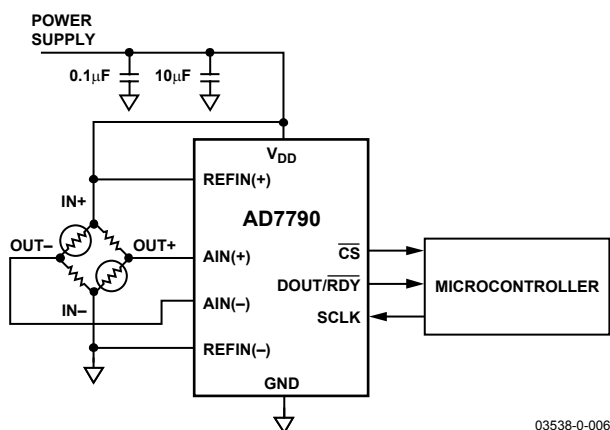 POWER
SUPPLY
0.1µF
10µF
VDD
IN+
REFIN(+)
AD7790
OUT–
OUT+
AIN(+)
CS
DOUT/RDY
MICROCONTROLLER
AIN(–)
IN–
SCLK
REFIN(–)
GND
03538-0-006